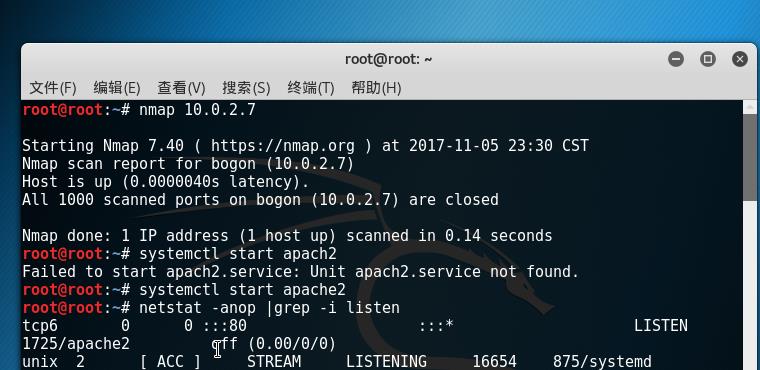 root@root: ~
文件(F) 编辑(E) 查看(V) 搜索(S) 终端(T) 帮助(H)
root@root:~# nmap 10.0.2.7
Starting Nmap 7.40 ( https://nmap.org ) at 2017-11-05 23:30 CST
Nmap scan report for bogon (10.0.2.7)
Host is up (0.0000040s latency).
All 1000 scanned ports on bogon (10.0.2.7) are closed
Nmap done: 1 IP address (1 host up) scanned in 0.14 seconds
root@root:~# systemctl start apach2
Failed to start apach2.service: Unit apach2.service not found.
root@root:~# systemctl start apache2
root@root:~# netstat -anop |grep -i listen
tcp6       0      0 :::80                   :::*                    LISTEN
1725/apache2         off (0.00/0/0)
unix  2      [ ACC ]     STREAM     LISTENING     16654    875/systemd